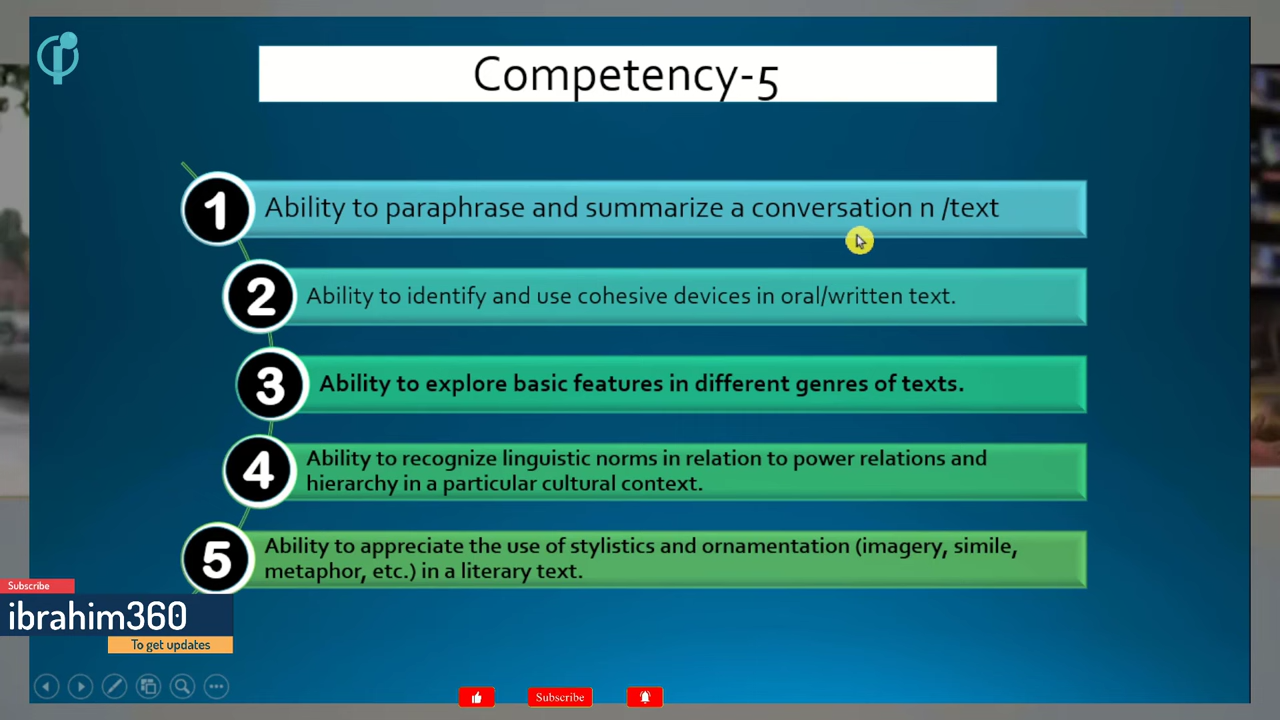 Competency-5
1
Ability to paraphrase and summarize a conversation n /text
2
Ability to identify and use cohesive devices in oral/written text.
3
Ability to explore basic features in different genres of texts.
4
Ability to recognize linguistic norms in relation to power relations and
hierarchy in a particular cultural context.
5
Ability to appreciate the use of stylistics and ornamentation (imagery, simile,
metaphor, etc.) in a literary text.
Subscribe
ibrahim360
To get updates
Subscribe